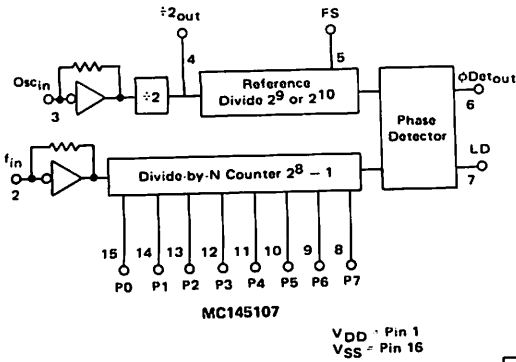 ÷2out
FS
4
5
Oscin
3
÷2
Reference
Divide 2⁹ or 2¹⁰
Phase
Detector
φDetout
6
fin
2
Divide-by-N Counter 2⁸ – 1
LD
7
15 14 13 12 11 10 9 8
P0 P1 P2 P3 P4 P5 P6 P7
MC145107
VDD = Pin 1
VSS = Pin 16